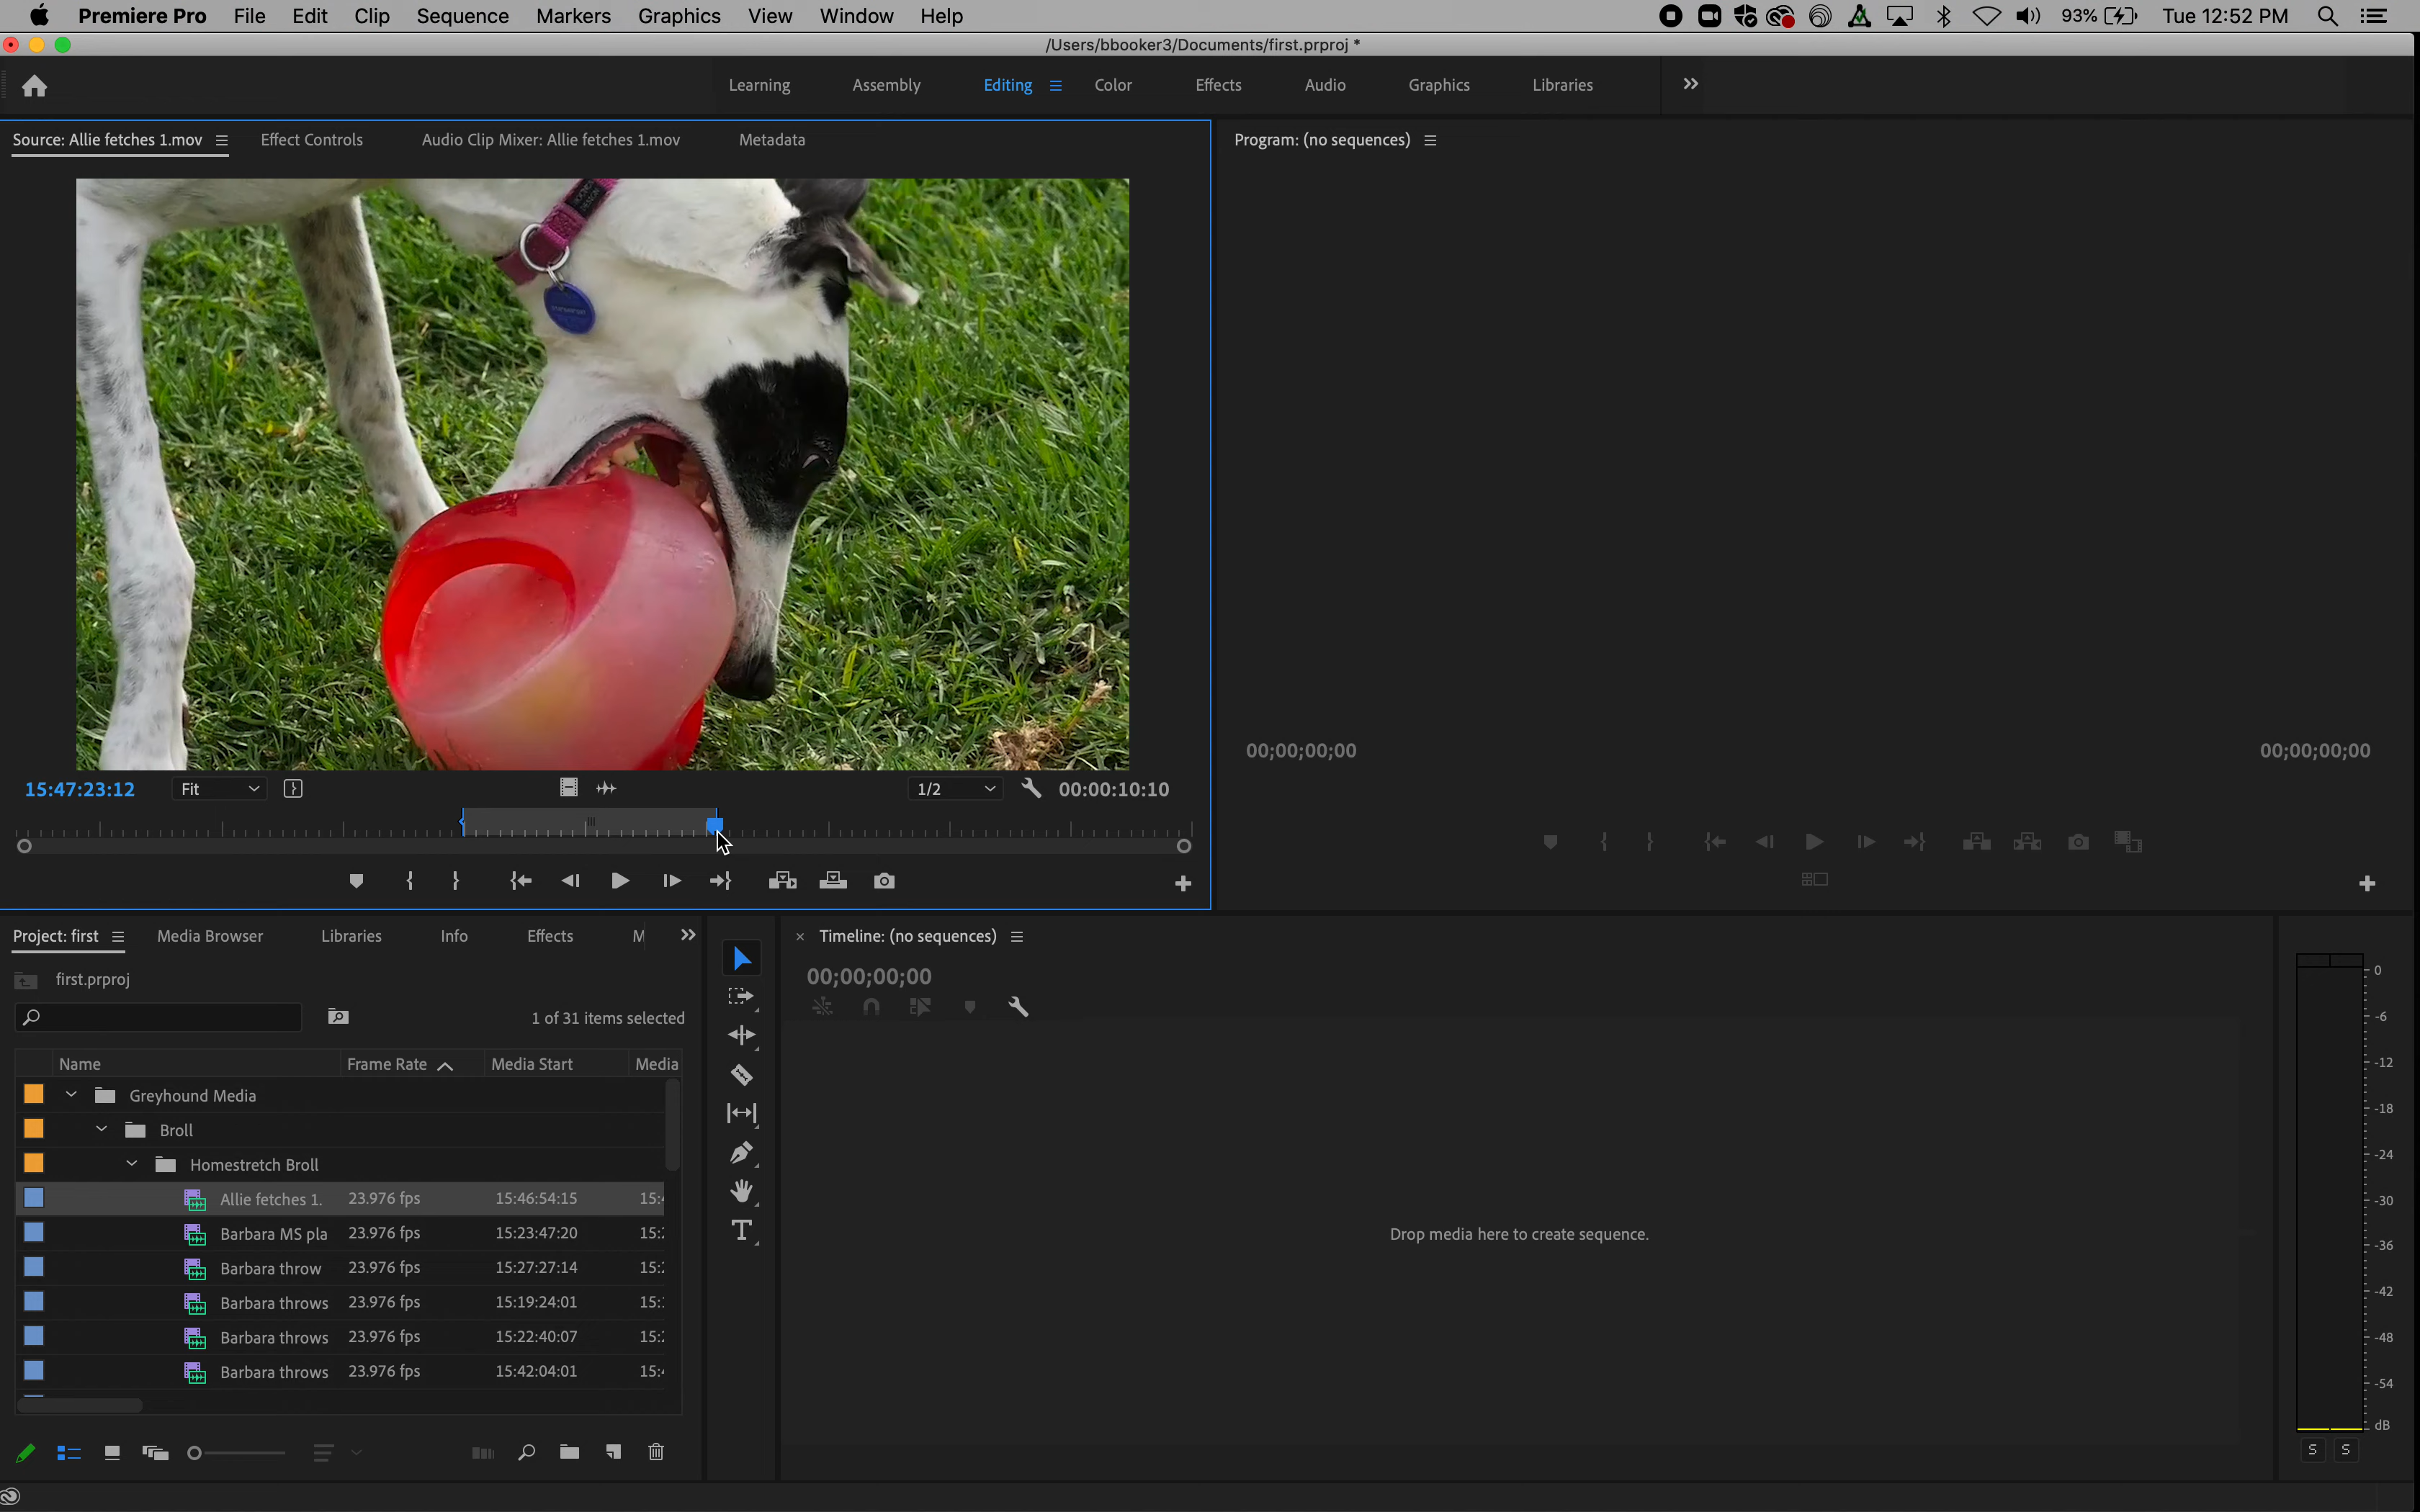 Premiere Pro File Edit Clip Sequence Markers Graphics View Window Help 93% Tue 12:52 PM
/Users/bbooker3/Documents/first.prproj *
Learning Assembly Editing Color Effects Audio Graphics Libraries
Source: Allie fetches 1.mov Effect Controls Audio Clip Mixer: Allie fetches 1.mov Metadata
Program: (no sequences)
00;00;00;00 00;00;00;00
15:47:23:12 Fit 1/2 00:00:10:10
Project: first Media Browser Libraries Info Effects M
first.prproj
1 of 31 items selected
Name Frame Rate Media Start Media
Greyhound Media
Broll
Homestretch Broll
Allie fetches 1. 23.976 fps 15:46:54:15 15:
Barbara MS pla 23.976 fps 15:23:47:20 15:
Barbara throw 23.976 fps 15:27:27:14 15:
Barbara throws 23.976 fps 15:19:24:01 15:
Barbara throws 23.976 fps 15:22:40:07 15:
Barbara throws 23.976 fps 15:42:04:01 15:
× Timeline: (no sequences)
00;00;00;00
Drop media here to create sequence.
0
-6
-12
-18
-24
-30
-36
-42
-48
-54
dB
S S